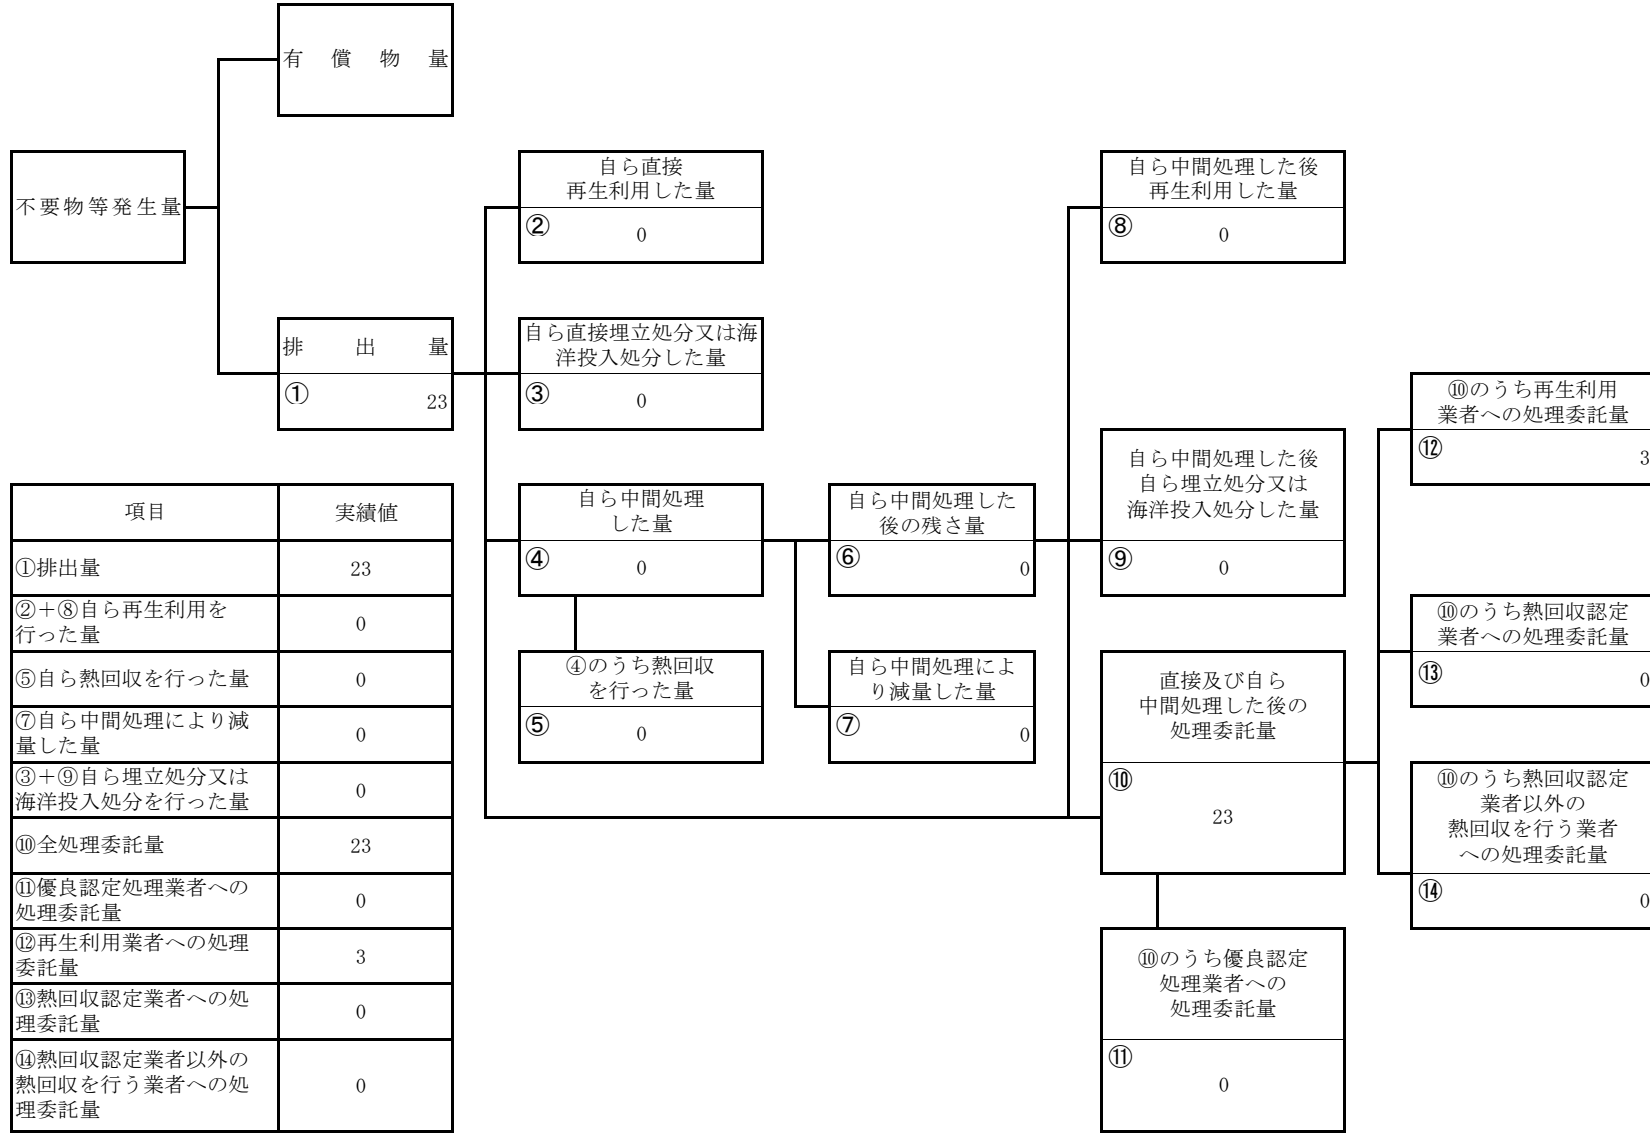 有償物量
不要物等発生量
排出量
①
23
自ら直接
再生利用した量
②
0
自ら直接埋立処分又は海
洋投入処分した量
③
0
自ら中間処理
した量
④
0
④のうち熱回収
を行った量
⑤
0
自ら中間処理した
後の残さ量
⑥
0
自ら中間処理によ
り減量した量
⑦
0
自ら中間処理した後
再生利用した量
⑧
0
自ら中間処理した後
自ら埋立処分又は
海洋投入処分した量
⑨
0
直接及び自ら
中間処理した後の
処理委託量
⑩
23
⑩のうち優良認定
処理業者への
処理委託量
⑪
0
⑩のうち再生利用
業者への処理委託量
⑫
3
⑩のうち熱回収認定
業者への処理委託量
⑬
0
⑩のうち熱回収認定
業者以外の
熱回収を行う業者
への処理委託量
⑭
0
項目 実績値
①排出量 23
②＋⑧自ら再生利用を
行った量 0
⑤自ら熱回収を行った量 0
⑦自ら中間処理により減
量した量 0
③＋⑨自ら埋立処分又は
海洋投入処分を行った量 0
⑩全処理委託量 23
⑪優良認定処理業者への
処理委託量 0
⑫再生利用業者への処理
委託量 3
⑬熱回収認定業者への処
理委託量 0
⑭熱回収認定業者以外の
熱回収を行う業者への処
理委託量 0